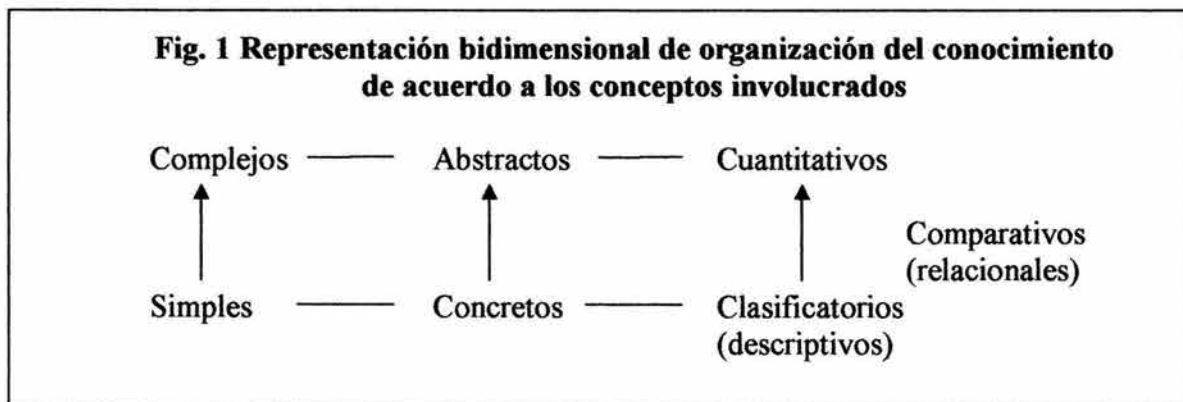 Fig. 1 Representación bidimensional de organización del conocimiento
de acuerdo a los conceptos involucrados
Complejos Abstractos Cuantitativos
Comparativos
(relacionales)
Simples Concretos Clasificatorios
(descriptivos)